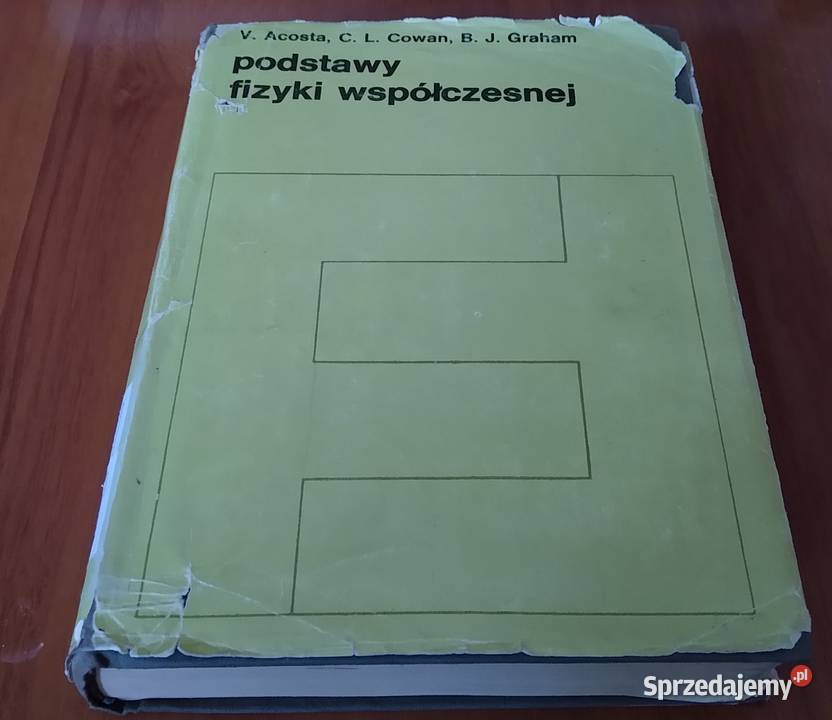 V. Acosta, C. L. Cowan, B. J. Graham
podstawy
fizyki współczesnej
Sprzedajemy.pl